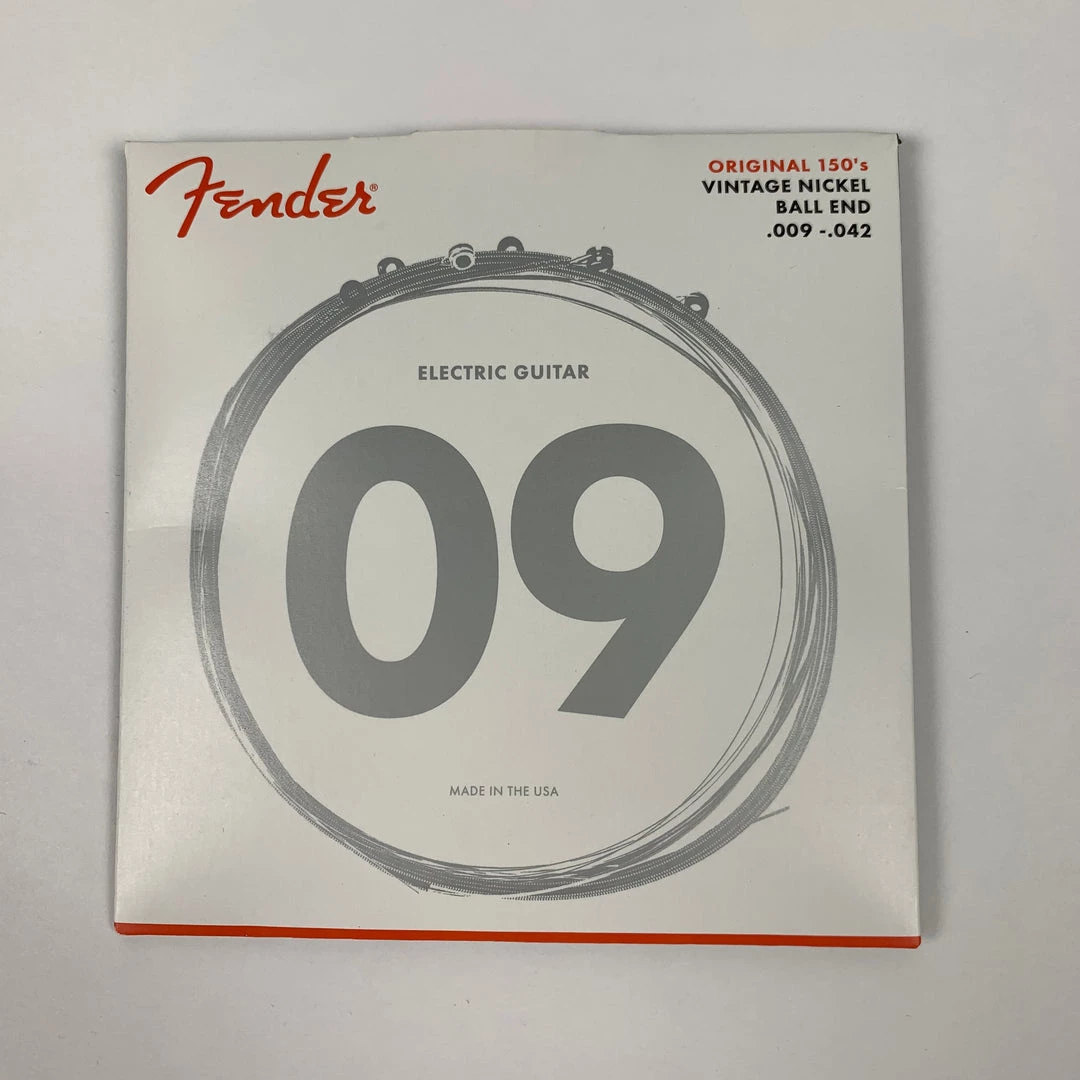 Fender®
ORIGINAL 150's
VINTAGE NICKEL
BALL END
.009 -.042
ELECTRIC GUITAR
09
MADE IN THE USA